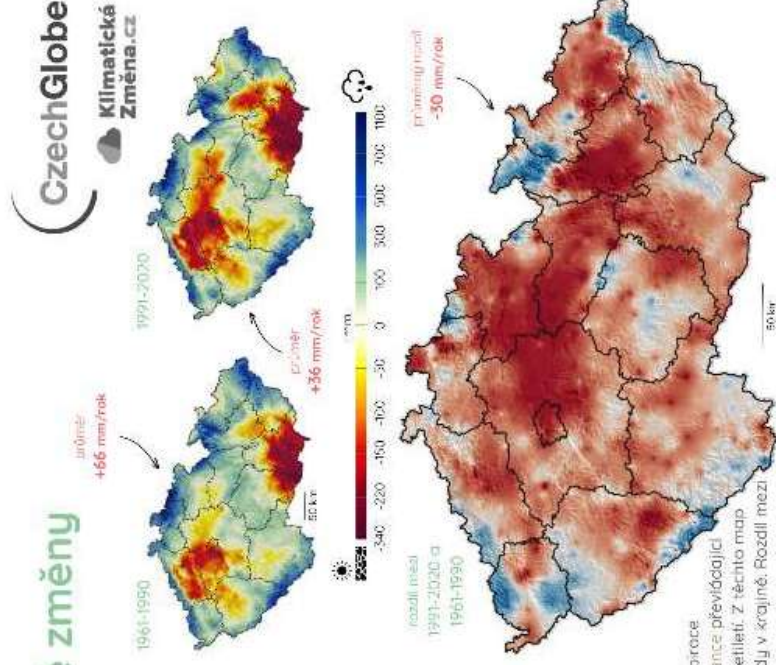 změny
CzechGlobe
Klimatická
Změna.cz
1961-1990
průměr
+66 mm/rok
1991-2020
průměr
+36 mm/rok
50 km
mm
-340 -220 -150 -100 -50 0 100 300 500 700 1100
rozdíl mezi
1991-2020 a
1961-1990
průměrný rozdíl
-30 mm/rok
50 km
převládající
etiletí. Z těchto map
dy v krajině. Rozdíl mezi